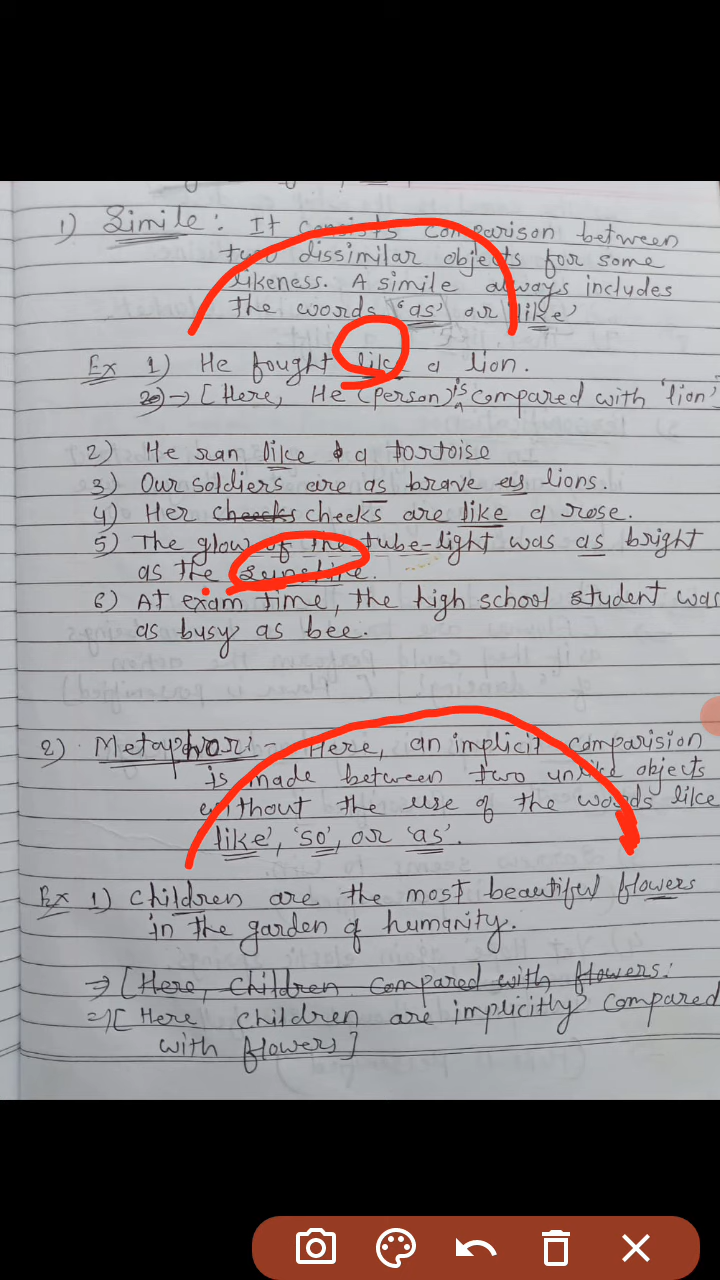 1) Simile: It consists comparison between
two dissimilar objects for some
likeness. A simile always includes
the words 'as' or 'like'
Ex 1) He fought like a lion.
→ [Here, He (person) is compared with 'lion'
2) He ran like a tortoise
3) Our soldiers are as brave as lions.
4) Her cheeks cheeks are like a rose.
5) The glow of the tube-light was as bright
as the sunshine.
6) At exam time, the high school student was
as busy as bee.
2) Metaphor:- Here, an implicit comparision
is made between two unlike objects
without the use of the words like
'like', 'so', or 'as'.
Ex 1) Children are the most beautiful flowers
in the garden of humanity.
→ [Here, children compared with flowers.
⇒ [Here children are implicitly compared
with flowers]